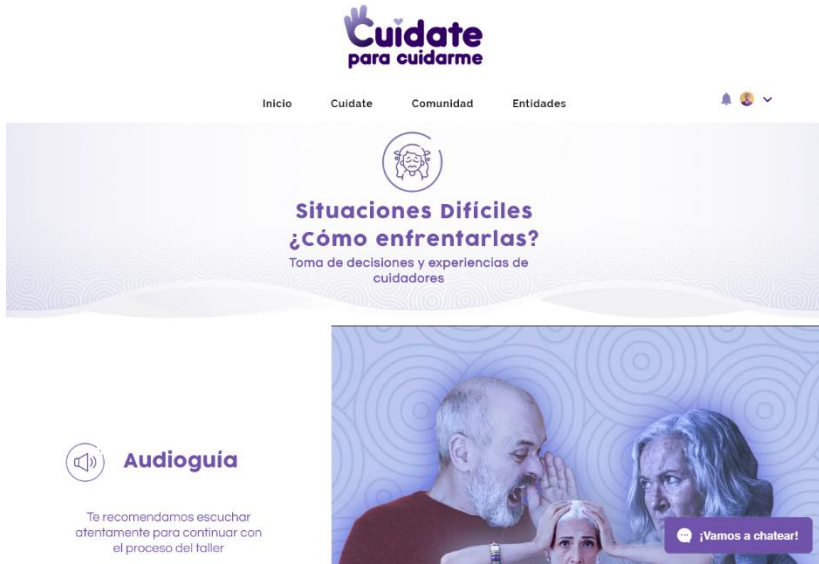 Cuidate
para cuidarme
Inicio Cuídate Comunidad Entidades
Situaciones Difíciles
¿Cómo enfrentarlas?
Toma de decisiones y experiencias de
cuidadores
Audioguía
Te recomendamos escuchar
atentamente para continuar con
el proceso del taller
¡Vamos a chatear!